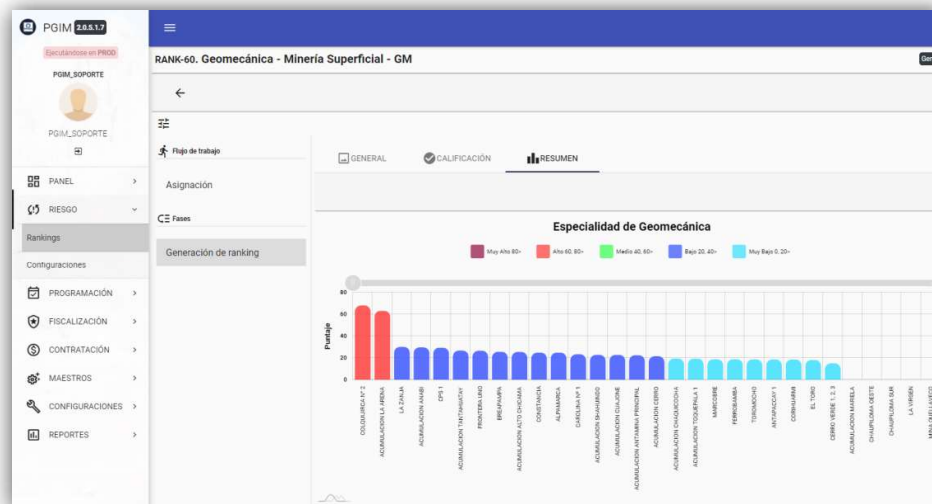 PGIM 2.0.5.1.7
Ejecutándose en PROD
PGIM_SOPORTE
PGIM_SOPORTE
PANEL
RIESGO
Rankings
Configuraciones
PROGRAMACIÓN
FISCALIZACIÓN
CONTRATACIÓN
MAESTROS
CONFIGURACIONES
REPORTES
RANK-60. Geomecánica - Minería Superficial - GM
Flujo de trabajo
Asignación
Fases
Generación de ranking
GENERAL
CALIFICACIÓN
RESUMEN
Especialidad de Geomecánica
Muy Alto 80>
Alto 60, 80>
Medio 40, 60>
Bajo 20, 40>
Muy Bajo 0, 20>
Puntaje
80
60
40
20
0
COLQUIJIRCA N° 2
ACUMULACION LA ARENA
LA ZANJA
ACUMULACION ANABI
CPS 1
ACUMULACION TANTAHUATAY
FRONTERA UNO
BREAPAMPA
ACUMULACION ALTO CHICAMA
CONSTANCIA
ALPAMARCA
CAROLINA N° 1
ACUMULACION SHAHUINDO
ACUMULACION CUAJONE
ACUMULACION ANTAMINA PRINCIPAL
ACUMULACION CERRO
ACUMULACION CHAQUICOCHA
ACUMULACION TOQUEPALA 1
MARCOBRE
FERROBAMBA
TOROMOCHO
ANTAPACCAY 1
CORIHUARMI
EL TORO
CERRO VERDE 1, 2, 3
ACUMULACION MARIELA
CHAUPILOMA OESTE
CHAUPILOMA SUR
LA VIRGEN
MINA QUELLAVECO